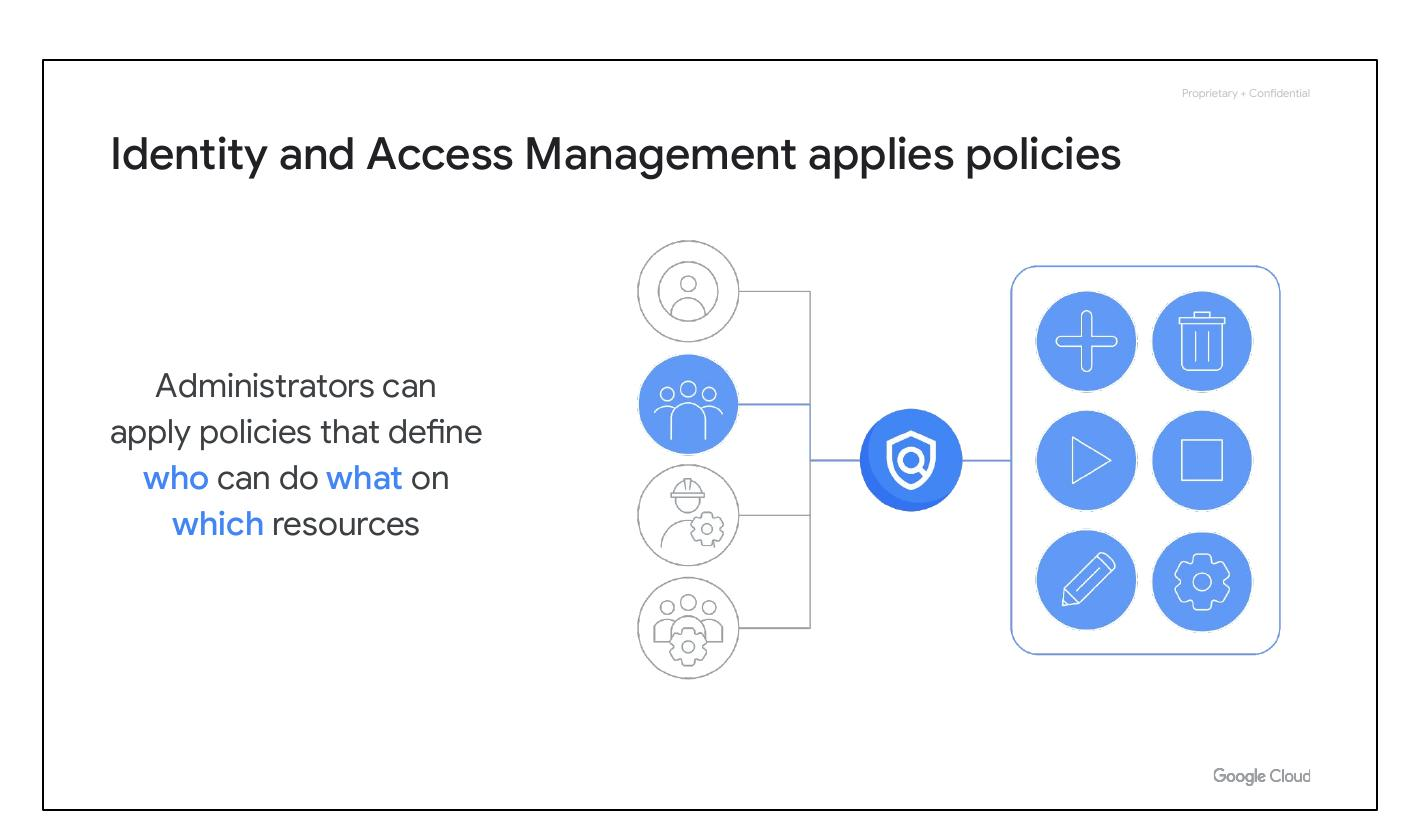 Proprietary + Confidential
Identity and Access Management applies policies
Administrators can
apply policies that define
who can do what on
which resources
Google Cloud